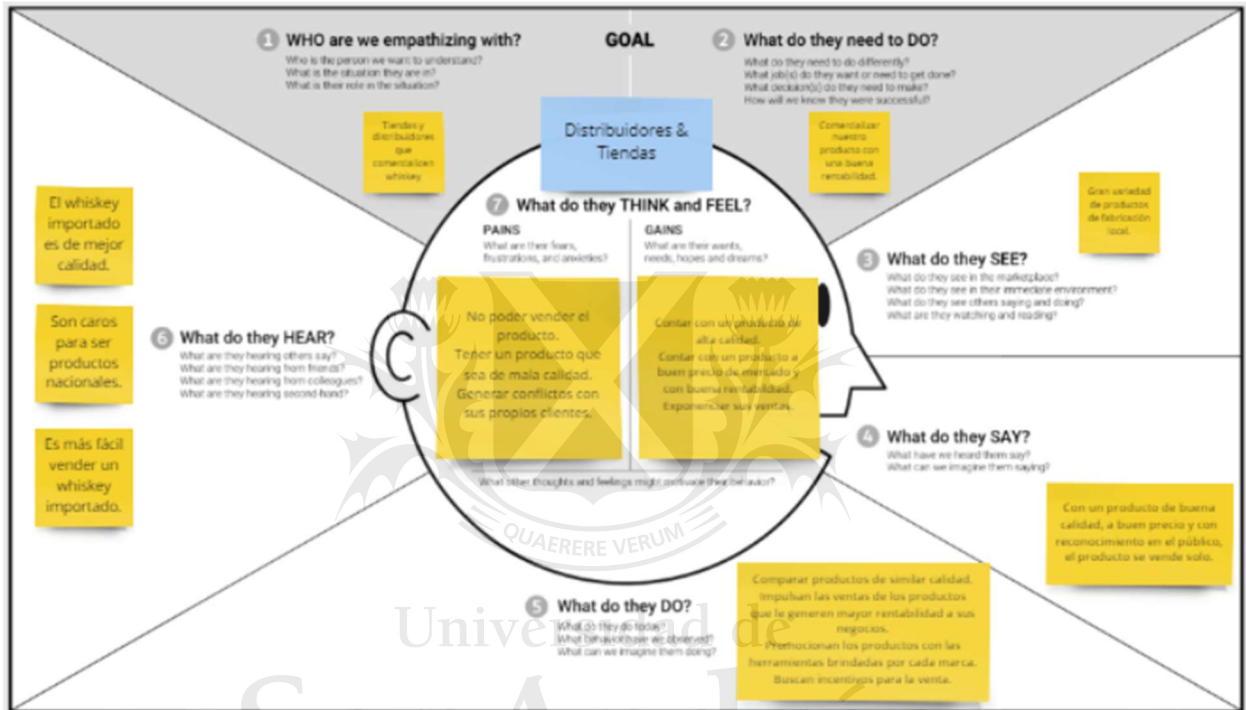 1 WHO are we empathizing with?
Who is the person we want to understand?
What is the situation they are in?
What is their role in the situation?
Tiendas y
distribuidores
que
comercialicen
whiskey
GOAL
Distribuidores &
Tiendas
2 What do they need to DO?
What do they need to do differently?
What job(s) do they want or need to get done?
What decision(s) do they need to make?
How will we know they were successful?
Comercializar
nuestro
producto con
una buena
rentabilidad.
Gran variedad
de productos
de fabricación
local.
3 What do they SEE?
What do they see in the marketplace?
What do they see in their immediate environment?
What do they see others saying and doing?
What are they watching and reading?
4 What do they SAY?
What have we heard them say?
What can we imagine them saying?
Con un producto de buena
calidad, a buen precio y con
reconocimiento en el público,
el producto se vende solo.
5 What do they DO?
What do they do today?
What behavior have we observed?
What can we imagine them doing?
Comparar productos de similar calidad.
Impulsan las ventas de los productos
que le generen mayor rentabilidad a sus
negocios.
Promocionan los productos con las
herramientas brindadas por cada marca.
Buscan incentivos para la venta.
El whiskey
importado
es de mejor
calidad.
Son caros
para ser
productos
nacionales.
Es más fácil
vender un
whiskey
importado.
6 What do they HEAR?
What are they hearing others say?
What are they hearing from friends?
What are they hearing from colleagues?
What are they hearing second-hand?
7 What do they THINK and FEEL?
PAINS
What are their fears,
frustrations, and anxieties?
No poder vender el
producto.
Tener un producto que
sea de mala calidad.
Generar conflictos con
sus propios clientes.
GAINS
What are their wants,
needs, hopes and dreams?
Contar con un producto de
alta calidad.
Contar con un producto a
buen precio de mercado y
con buena rentabilidad.
Exponenciar sus ventas.
What other thoughts and feelings might motivate their behavior?
QUAERERE VERUM
Universidad de